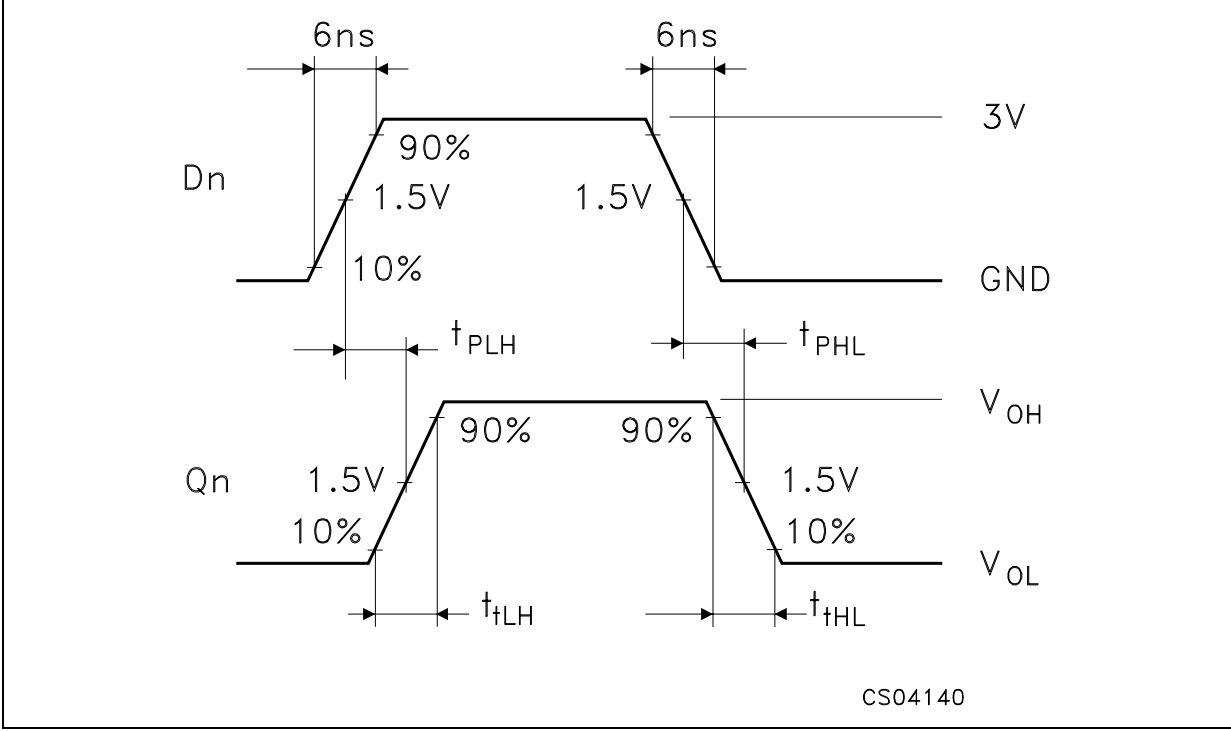 6ns 6ns
3V
90%
Dn
1.5V 1.5V
10%
GND
tPLH tPHL
VOH
90% 90%
Qn 1.5V 1.5V
10% 10%
VOL
ttLH ttHL
CS04140